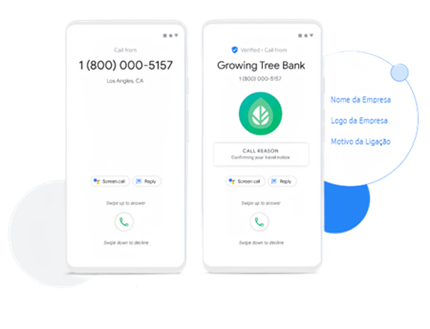 Call from
1 (800) 000-5157
Los Angles, CA
Screen call
Reply
Swipe up to answer
Swipe down to decline
Verified • Call from
Growing Tree Bank
1 (800) 000-5157
CALL REASON
Confirming your travel notice
Screen call
Reply
Swipe up to answer
Swipe down to decline
Nome da Empresa
Logo da Empresa
Motivo da Ligação